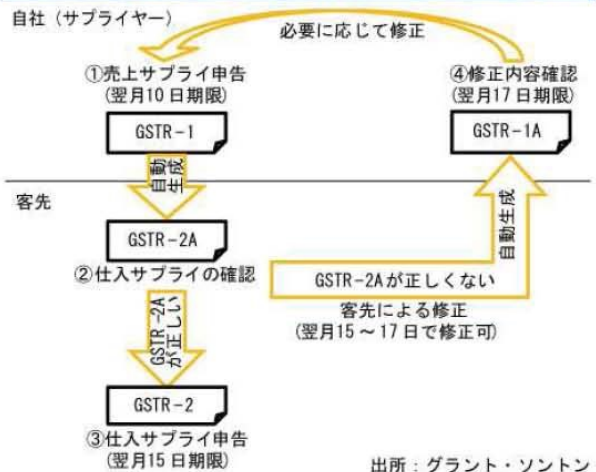 自社（サプライヤー）
必要に応じて修正
①売上サプライ申告
(翌月10日期限)
GSTR-1
④修正内容確認
(翌月17日期限)
GSTR-1A
自動
生成
客先
GSTR-2A
②仕入サプライの確認
自動生成
GSTR-2Aが正しくない
客先による修正
(翌月15～17日で修正可)
GSTR-2A
が正しい
GSTR-2
③仕入サプライ申告
(翌月15日期限)
出所：グラント・ソントン